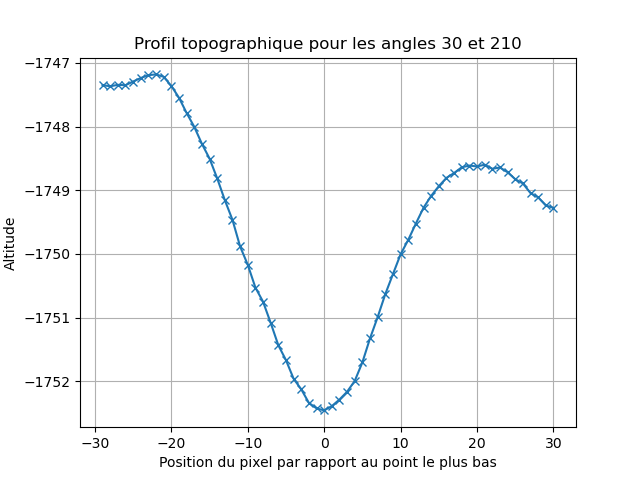 Profil topographique pour les angles 30 et 210
−1747
−1748
−1749
−1750
−1751
−1752
Altitude
−30 −20 −10 0 10 20 30
Position du pixel par rapport au point le plus bas